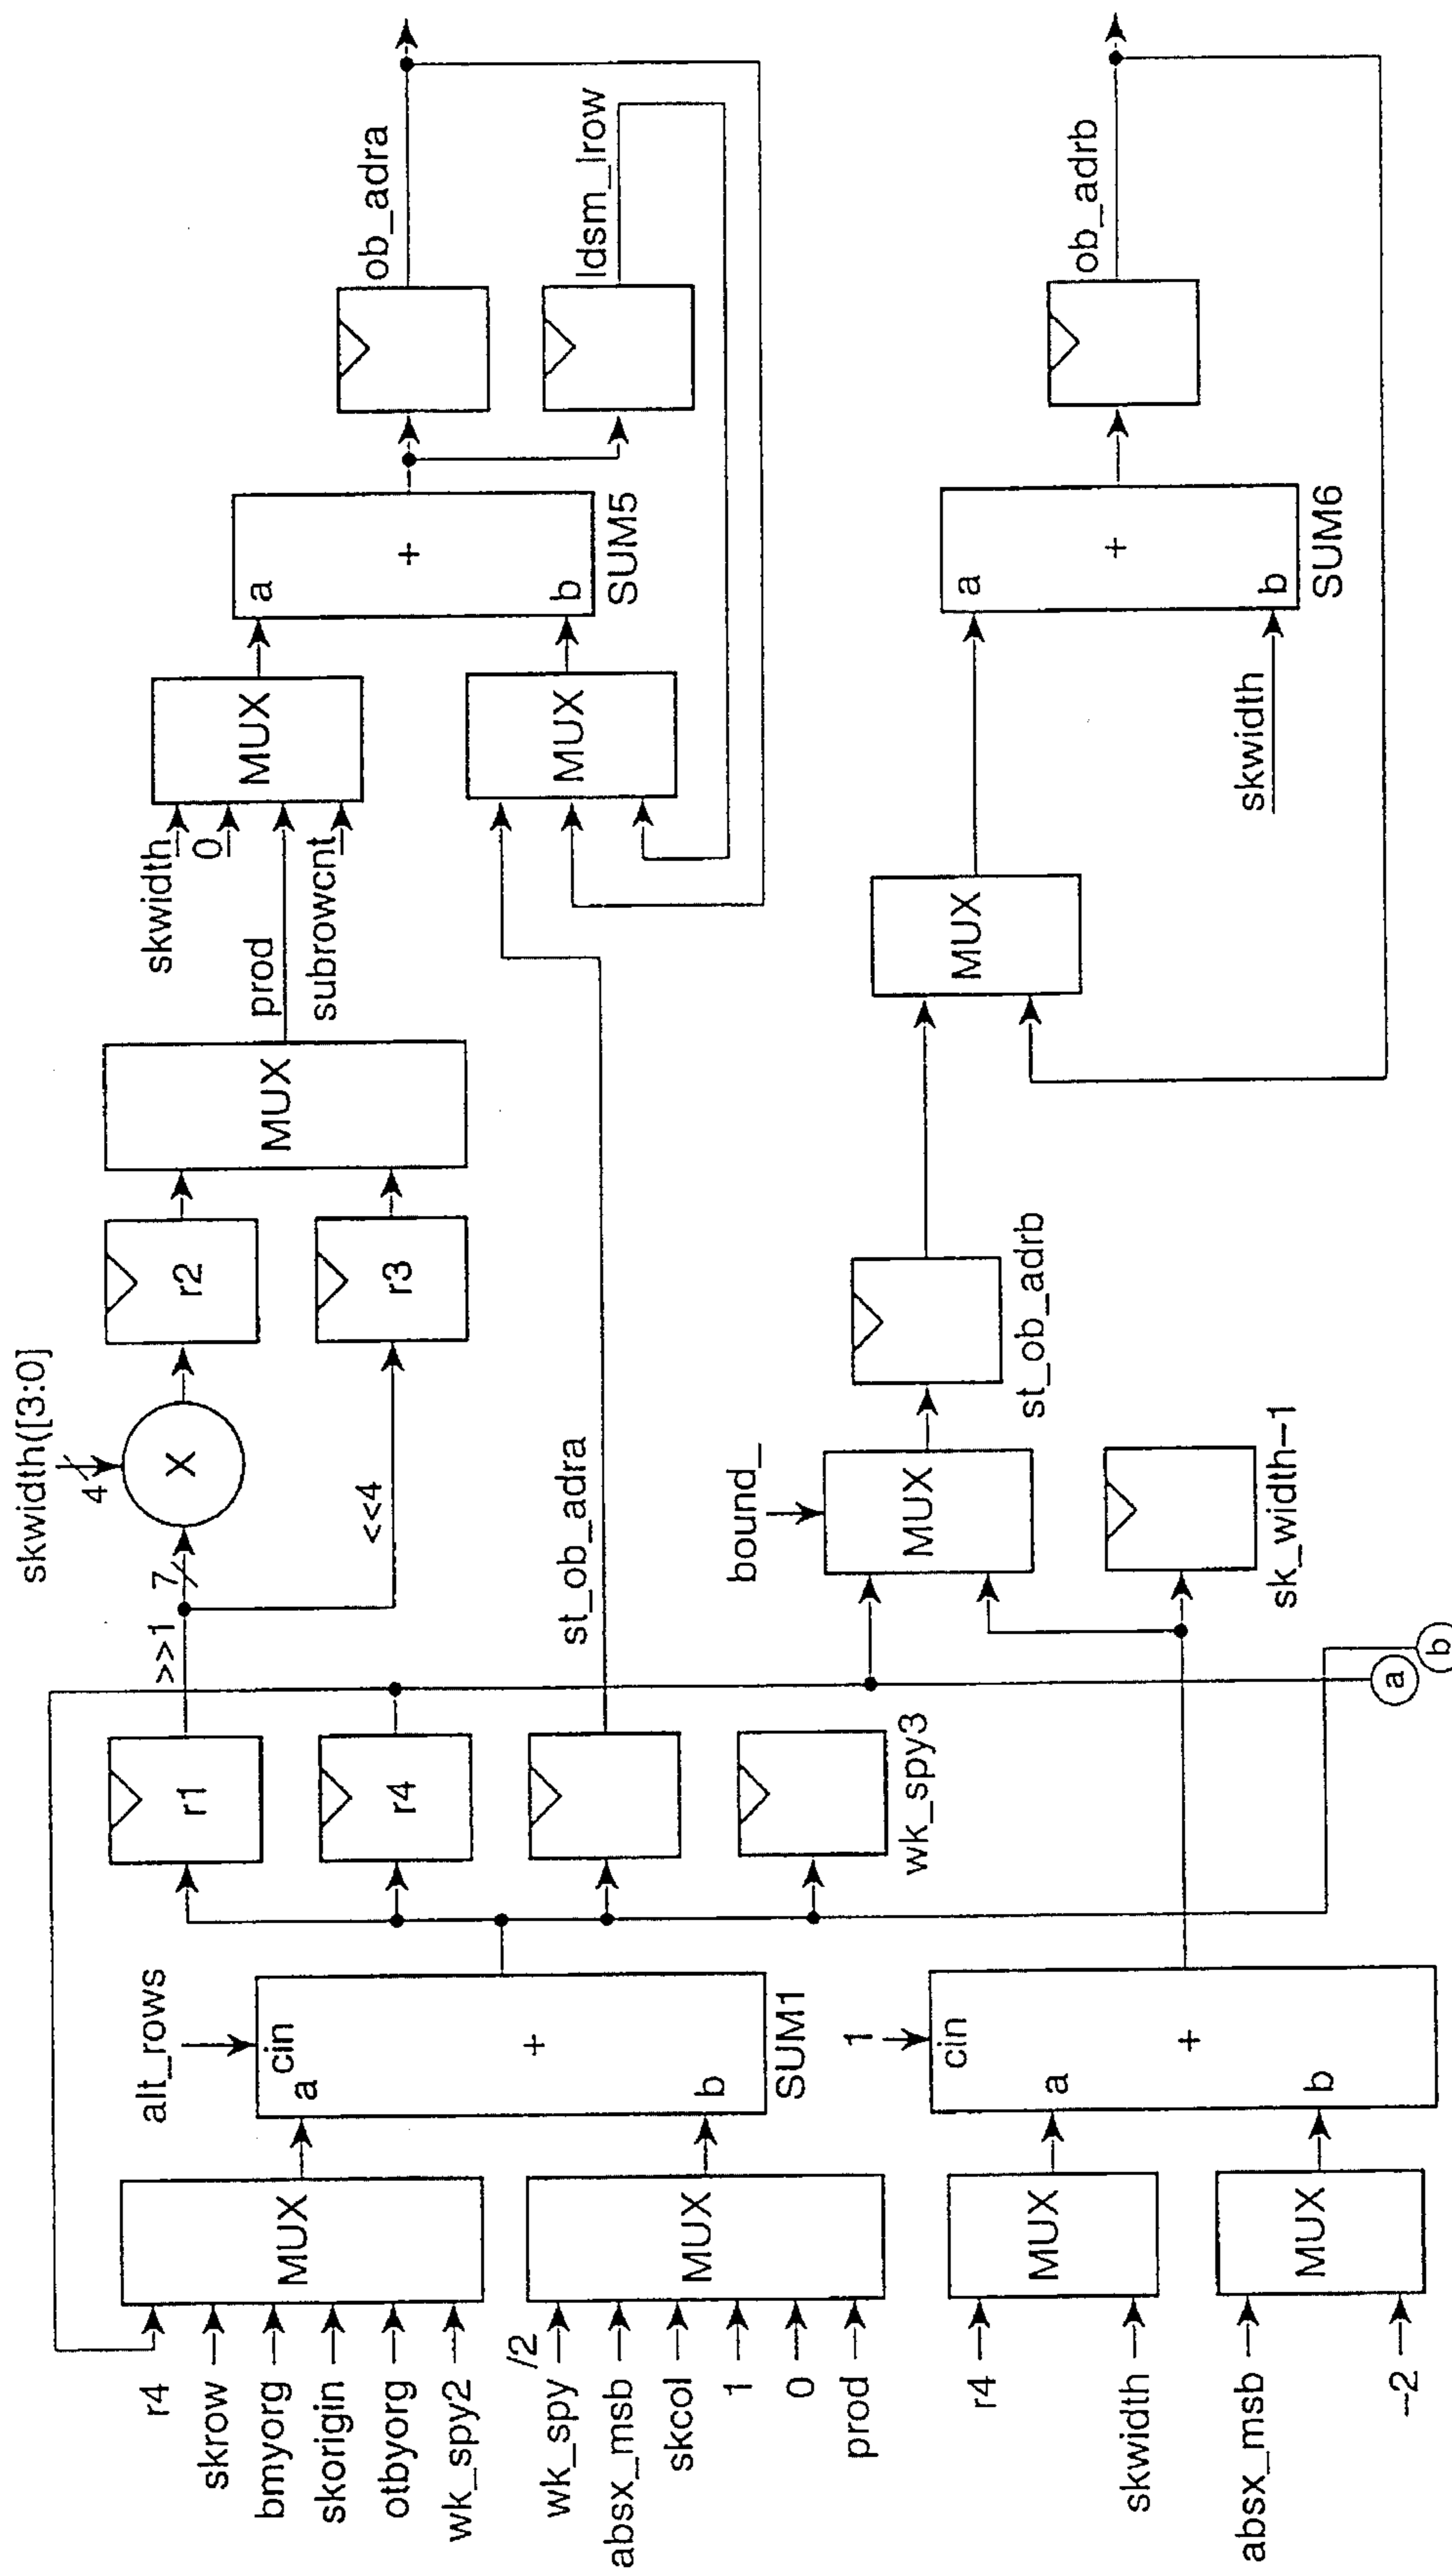 r4
skrow
bmyorg
skorigin
otbyorg
wk_spy2
MUX
wk_spy
/2
absx_msb
skcol
1
0
prod
MUX
alt_rows
cin
a
+
b
SUM1
r4
skwidth
MUX
absx_msb
–2
MUX
1
cin
a
+
b
r1
r4
wk_spy3
>>1
7
<<4
skwidth([3:0]
4
X
r2
r3
MUX
prod
st_ob_adra
skwidth
0
subrowcnt
MUX
MUX
a
+
b
SUM5
ob_adra
ldsm_lrow
bound_
MUX
sk_width–1
st_ob_adrb
MUX
skwidth
a
+
b
SUM6
ob_adrb
a
b